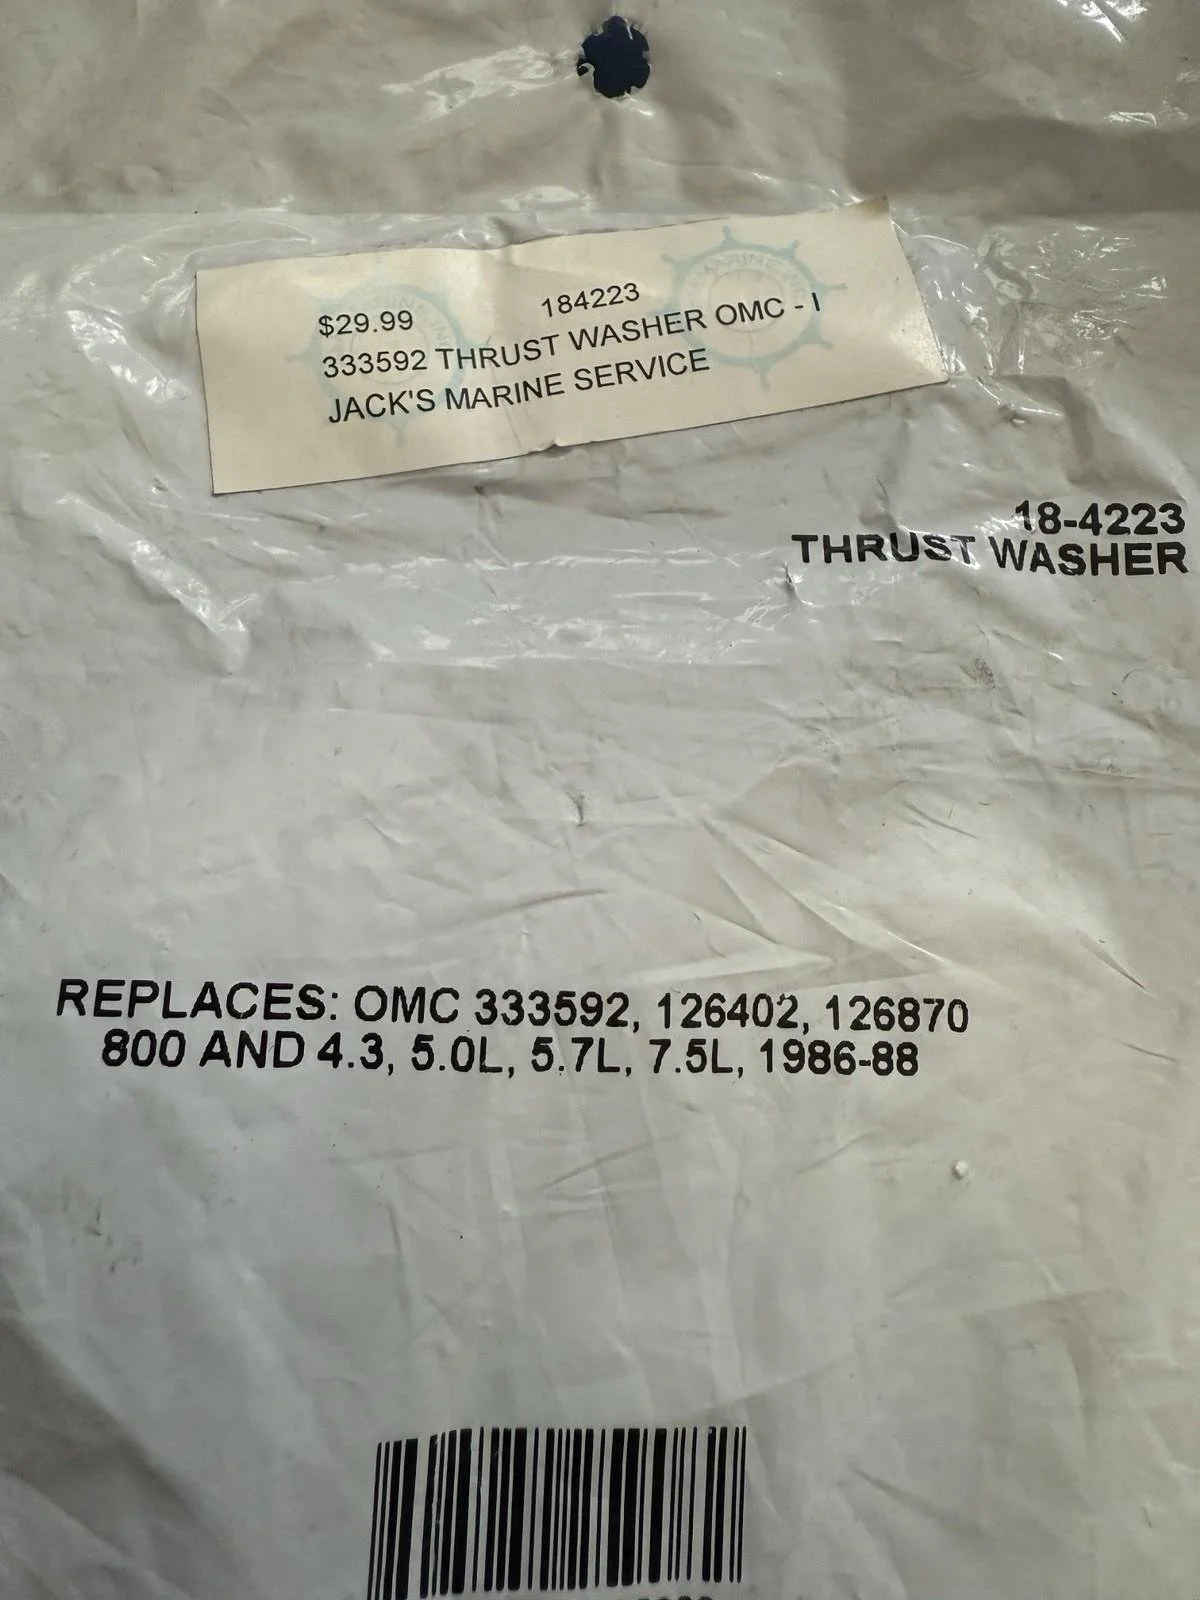 $29.99 184223
333592 THRUST WASHER OMC - I
JACK'S MARINE SERVICE
18-4223
THRUST WASHER
REPLACES: OMC 333592, 126402, 126870
800 AND 4.3, 5.0L, 5.7L, 7.5L, 1986-88